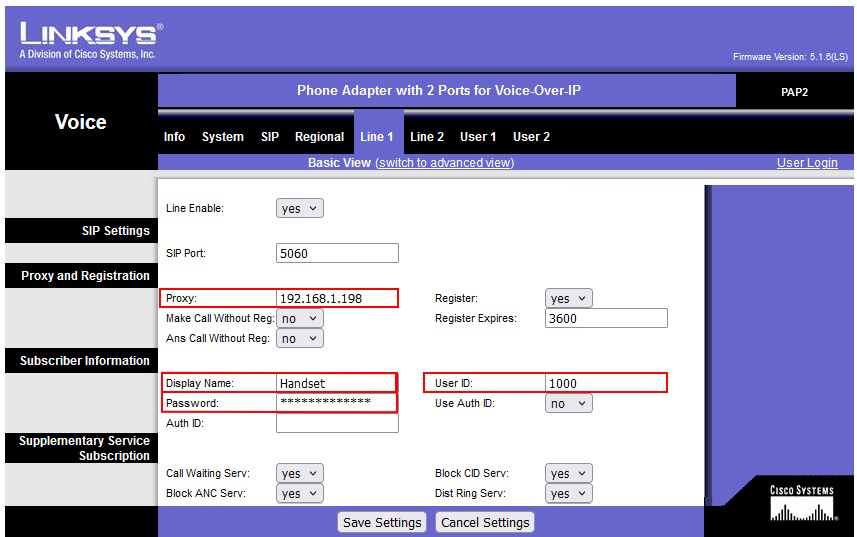 LINKSYS®
A Division of Cisco Systems, Inc.
Firmware Version: 5.1.6(LS)
Phone Adapter with 2 Ports for Voice-Over-IP PAP2
Voice
Info System SIP Regional Line 1 Line 2 User 1 User 2
Basic View (switch to advanced view) User Login
Line Enable: yes
SIP Settings
SIP Port: 5060
Proxy and Registration
Proxy: 192.168.1.198 Register: yes
Make Call Without Reg: no Register Expires: 3600
Ans Call Without Reg: no
Subscriber Information
Display Name: Handset User ID: 1000
Password: ************* Use Auth ID: no
Auth ID:
Supplementary Service
Subscription
Call Waiting Serv: yes Block CID Serv: yes
Block ANC Serv: yes Dist Ring Serv: yes
Save Settings Cancel Settings
CISCO SYSTEMS